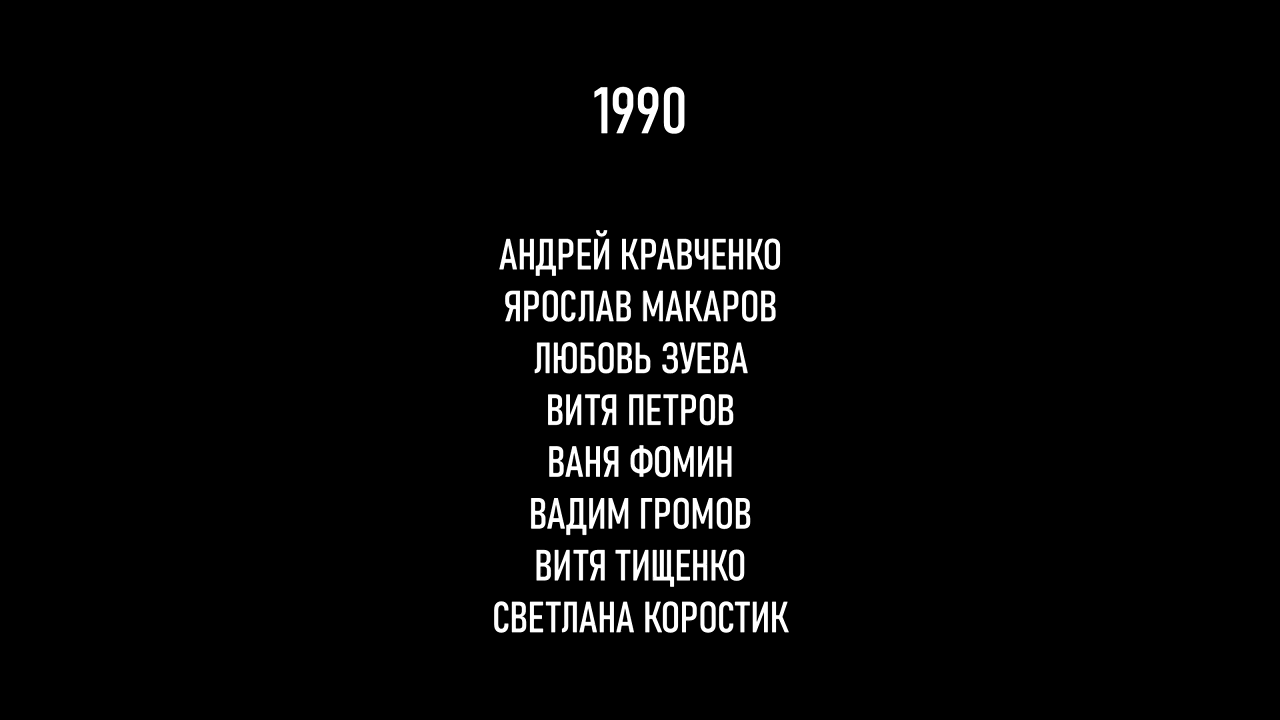 1990
АНДРЕЙ КРАВЧЕНКО
ЯРОСЛАВ МАКАРОВ
ЛЮБОВЬ ЗУЕВА
ВИТЯ ПЕТРОВ
ВАНЯ ФОМИН
ВАДИМ ГРОМОВ
ВИТЯ ТИЩЕНКО
СВЕТЛАНА КОРОСТИК